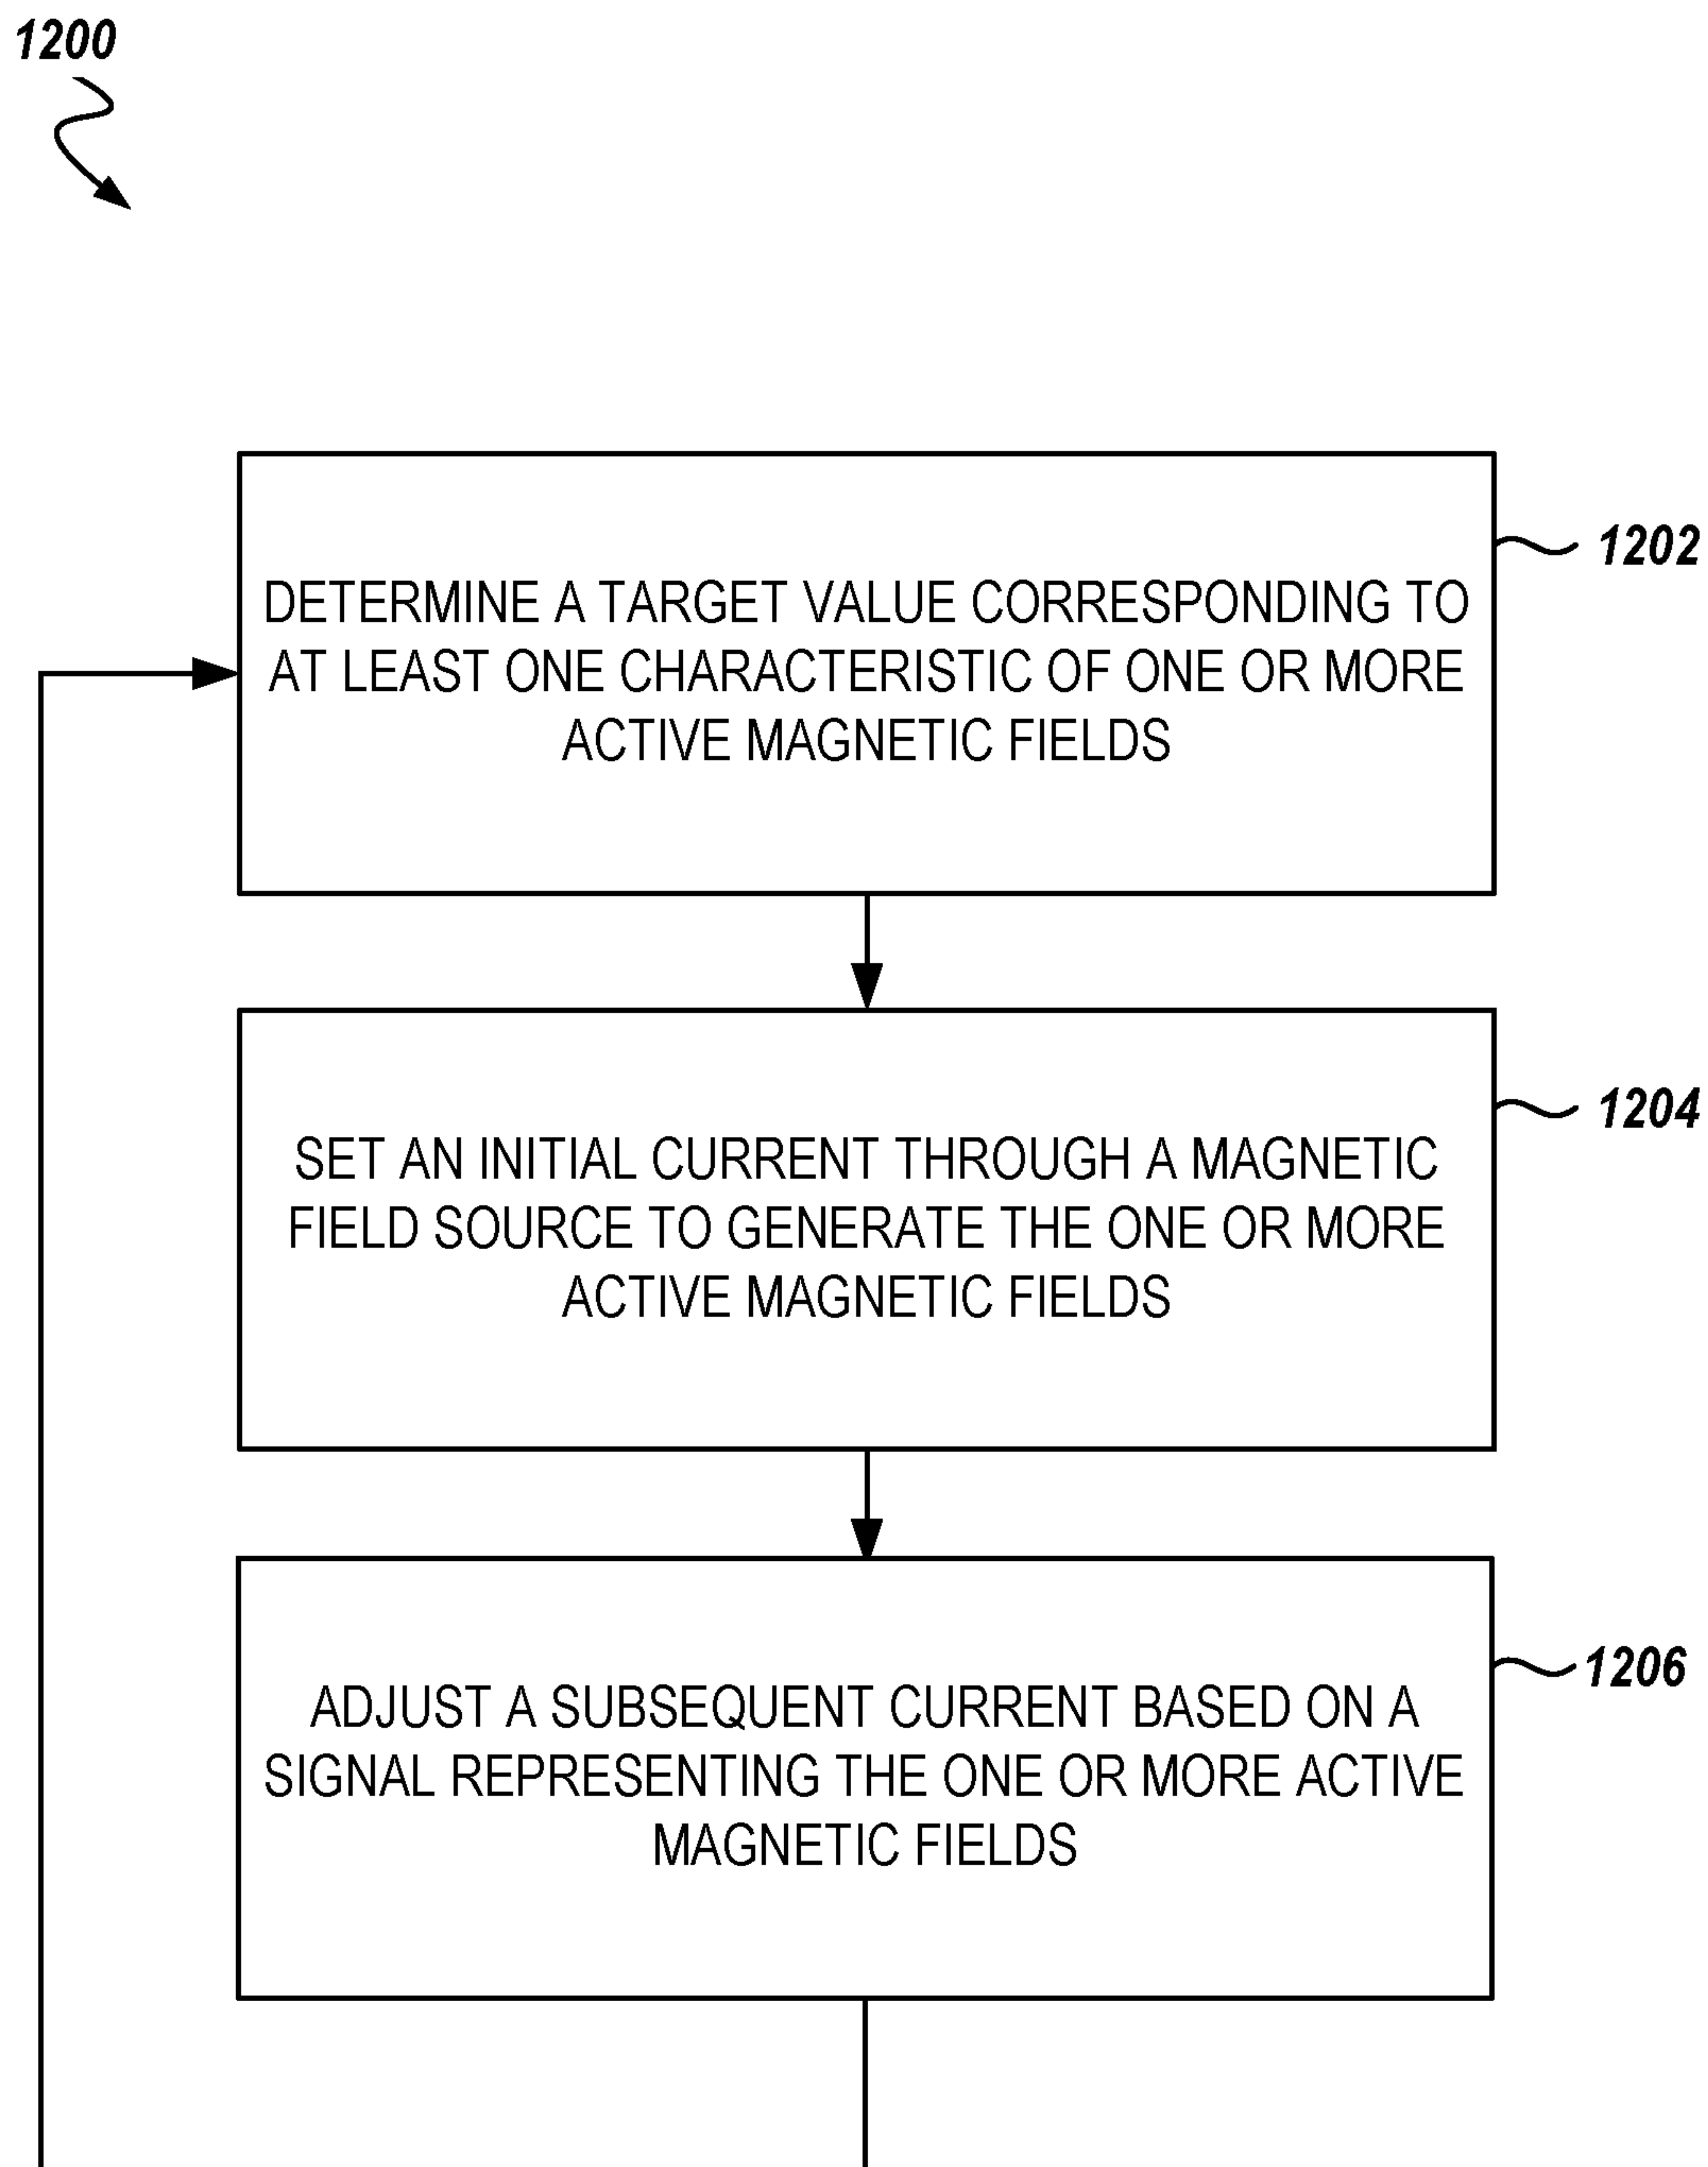 1200
DETERMINE A TARGET VALUE CORRESPONDING TO
AT LEAST ONE CHARACTERISTIC OF ONE OR MORE
ACTIVE MAGNETIC FIELDS
1202
SET AN INITIAL CURRENT THROUGH A MAGNETIC
FIELD SOURCE TO GENERATE THE ONE OR MORE
ACTIVE MAGNETIC FIELDS
1204
ADJUST A SUBSEQUENT CURRENT BASED ON A
SIGNAL REPRESENTING THE ONE OR MORE ACTIVE
MAGNETIC FIELDS
1206